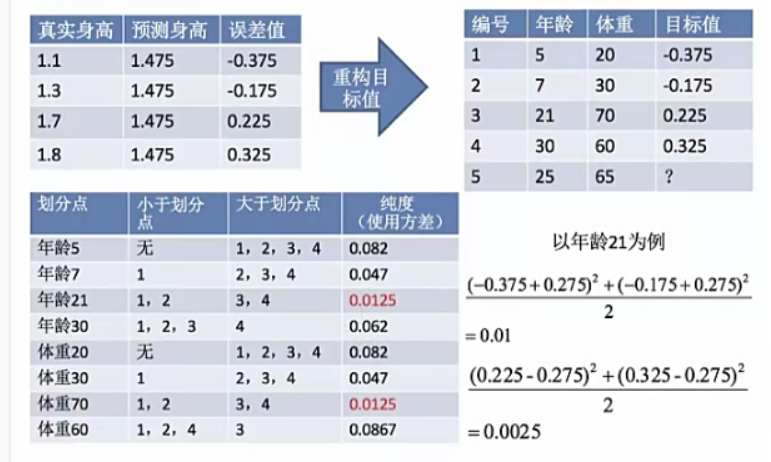 真实身高 预测身高 误差值
1.1 1.475 -0.375
1.3 1.475 -0.175
1.7 1.475 0.225
1.8 1.475 0.325
重构目
标值
编号 年龄 体重 目标值
1 5 20 -0.375
2 7 30 -0.175
3 21 70 0.225
4 30 60 0.325
5 25 65 ?
划分点 小于划分点 大于划分点 纯度（使用方差）
年龄5 无 1，2，3，4 0.082
年龄7 1 2，3，4 0.047
年龄21 1，2 3，4 0.0125
年龄30 1，2，3 4 0.062
体重20 无 1，2，3，4 0.082
体重30 1 2，3，4 0.047
体重70 1，2 3，4 0.0125
体重60 1，2，4 3 0.0867
以年龄21为例
(-0.375+0.275)²+(-0.175+0.275)²
2
=0.01
(0.225-0.275)²+(0.325-0.275)²
2
=0.0025